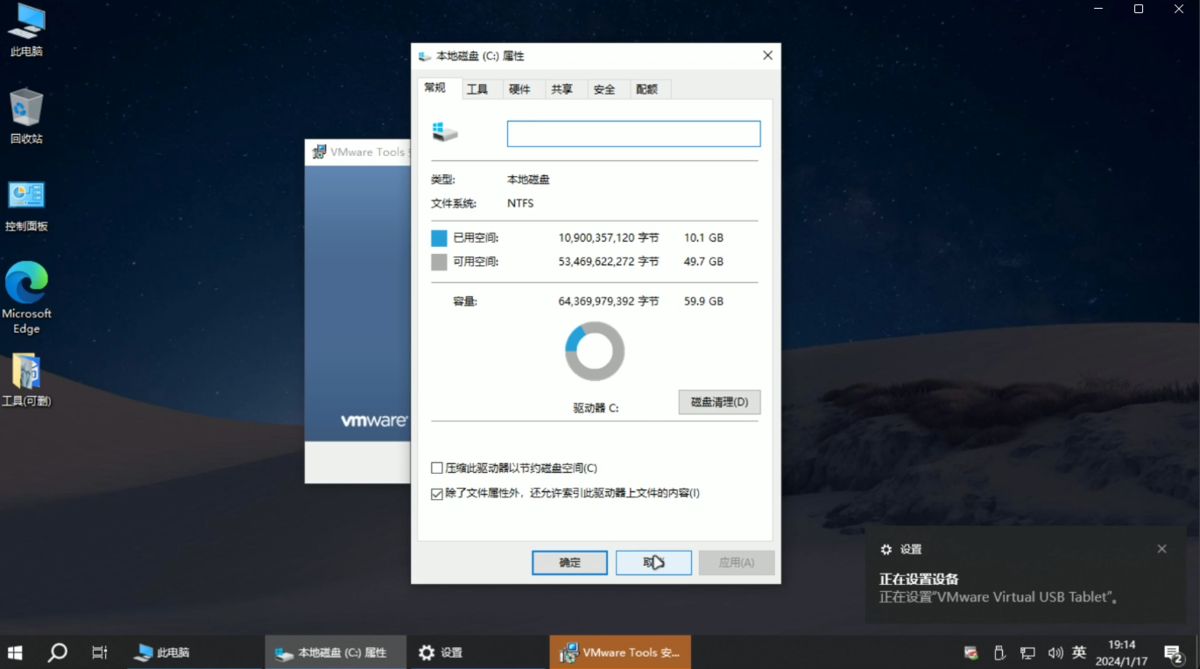 此电脑
回收站
控制面板
Microsoft
Edge
工具(可删)
VMware Tools
vmware
本地磁盘 (C:) 属性
常规 工具 硬件 共享 安全 配额
类型: 本地磁盘
文件系统: NTFS
已用空间: 10,900,357,120 字节 10.1 GB
可用空间: 53,469,622,272 字节 49.7 GB
容量: 64,369,979,392 字节 59.9 GB
驱动器 C:
磁盘清理(D)
压缩此驱动器以节约磁盘空间(C)
除了文件属性外，还允许索引此驱动器上文件的内容(I)
确定 取消 应用(A)
设置
正在设置设备
正在设置"VMware Virtual USB Tablet"。
此电脑 本地磁盘 (C:) 属性 设置 VMware Tools 安... 英 19:14
2024/1/17 2